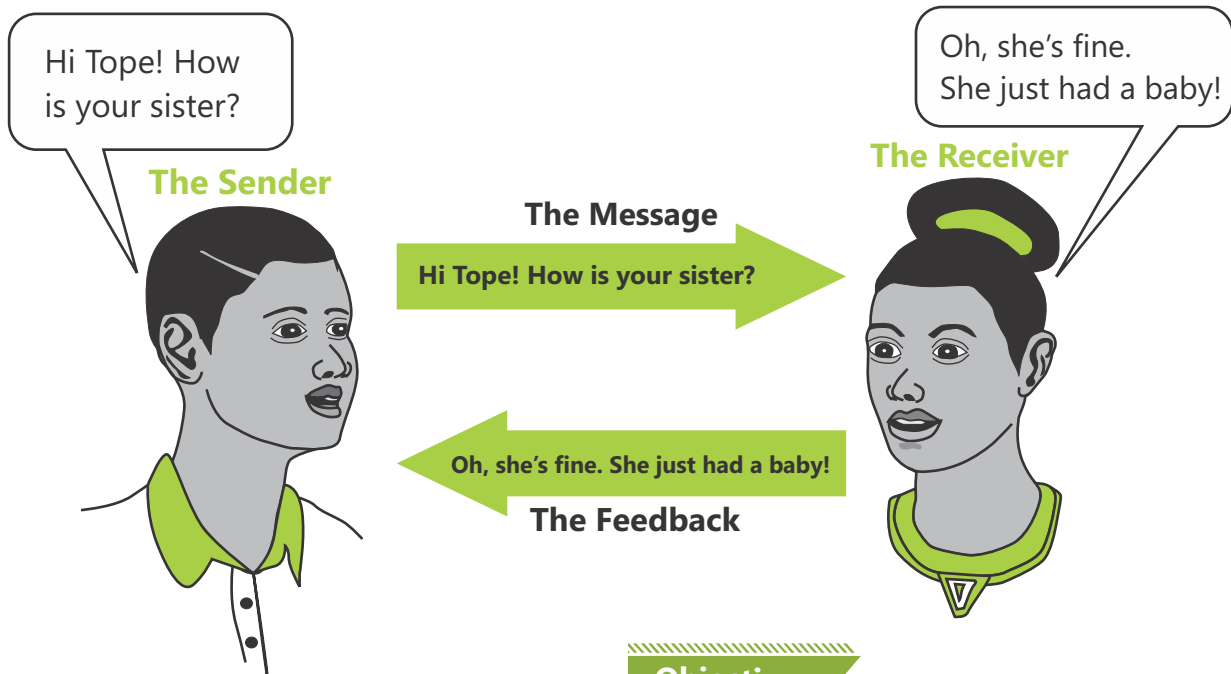 Hi Tope! How
is your sister?
Oh, she's fine.
She just had a baby!
The Sender
The Receiver
The Message
Hi Tope! How is your sister?
Oh, she's fine. She just had a baby!
The Feedback